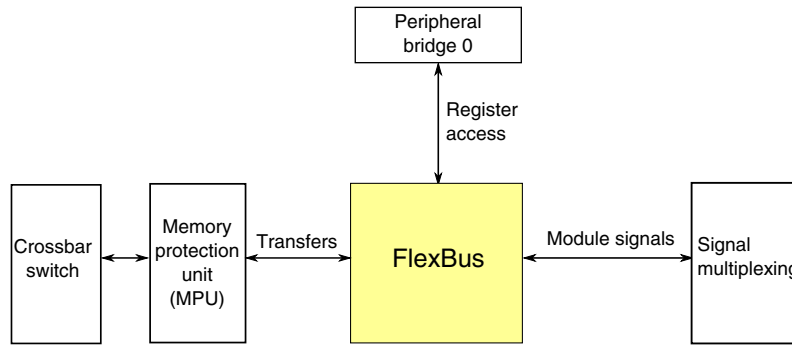 Peripheral
bridge 0
Register
access
Crossbar
switch
Memory
protection
unit
(MPU)
Transfers
FlexBus
Module signals
Signal
multiplexing